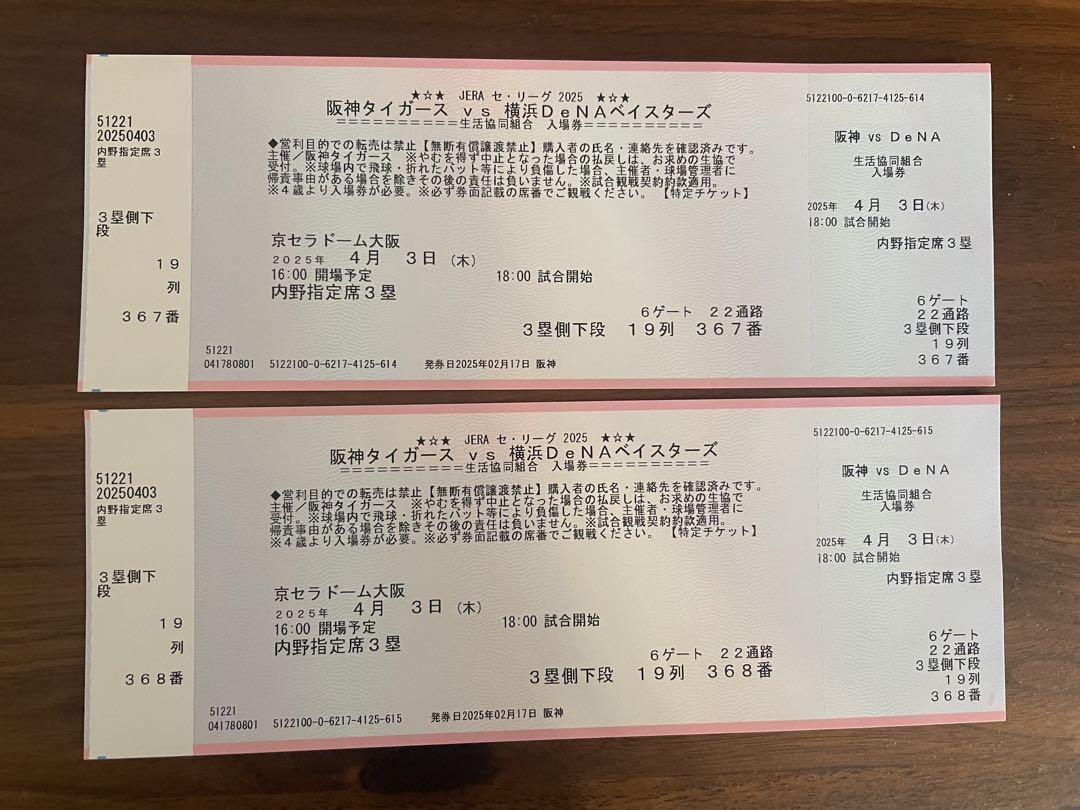 51221
20250403
内野指定席3
塁
3塁側下
段
19
列
367番
★☆★ JERA セ・リーグ 2025 ★☆★
阪神タイガース vs 横浜DeNAベイスターズ
==========生活協同組合 入場券==========
◆営利目的での転売は禁止【無断有償譲渡禁止】購入者の氏名・連絡先を確認済みです。
主催/阪神タイガース ※やむを得ず中止となった場合の払戻しは、お求めの生協で
受付。※球場内で飛球・折れたバット等により負傷した場合、主催者・球場管理者に
帰責事由がある場合を除きその後の責任は負いません。※試合観戦契約約款適用。
※4歳より入場券が必要。※必ず券面記載の席番でご観戦ください。【特定チケット】
京セラドーム大阪
2025年 4月 3日 (木)
16:00 開場予定 18:00 試合開始
内野指定席3塁
6ゲート 22通路
3塁側下段 19列 367番
51221
041780801 5122100-0-6217-4125-614 発券日2025年02月17日 阪神
5122100-0-6217-4125-614
阪神 vs DeNA
生活協同組合
入場券
2025年 4月 3日(木)
18:00 試合開始
内野指定席3塁
6ゲート
22通路
3塁側下段
19列
367番
51221
20250403
内野指定席3
塁
3塁側下
段
19
列
368番
★☆★ JERA セ・リーグ 2025 ★☆★
阪神タイガース vs 横浜DeNAベイスターズ
==========生活協同組合 入場券==========
◆営利目的での転売は禁止【無断有償譲渡禁止】購入者の氏名・連絡先を確認済みです。
主催/阪神タイガース ※やむを得ず中止となった場合の払戻しは、お求めの生協で
受付。※球場内で飛球・折れたバット等により負傷した場合、主催者・球場管理者に
帰責事由がある場合を除きその後の責任は負いません。※試合観戦契約約款適用。
※4歳より入場券が必要。※必ず券面記載の席番でご観戦ください。【特定チケット】
京セラドーム大阪
2025年 4月 3日 (木)
16:00 開場予定 18:00 試合開始
内野指定席3塁
6ゲート 22通路
3塁側下段 19列 368番
51221
041780801 5122100-0-6217-4125-615 発券日2025年02月17日 阪神
5122100-0-6217-4125-615
阪神 vs DeNA
生活協同組合
入場券
2025年 4月 3日(木)
18:00 試合開始
内野指定席3塁
6ゲート
22通路
3塁側下段
19列
368番